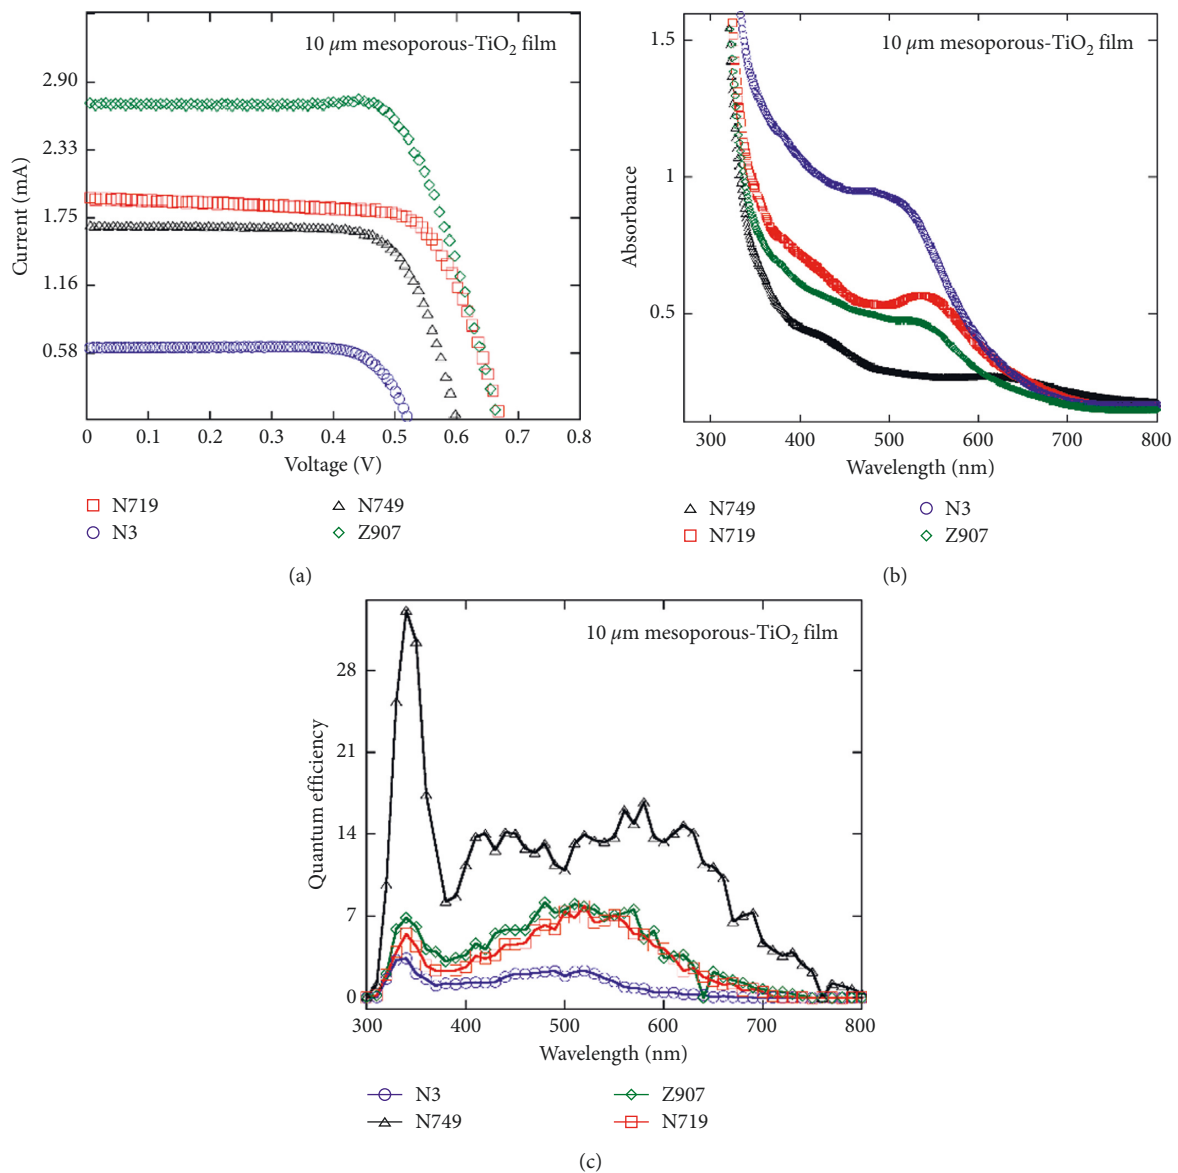 10 μm mesoporous-TiO2 film
2.90
2.33
1.75
1.16
0.58
Current (mA)
0 0.1 0.2 0.3 0.4 0.5 0.6 0.7 0.8
Voltage (V)
N719 N749
N3 Z907
(a)
10 μm mesoporous-TiO2 film
1.5
1
0.5
Absorbance
300 400 500 600 700 800
Wavelength (nm)
N749 N3
N719 Z907
(b)
10 μm mesoporous-TiO2 film
28
21
14
7
0
Quantum efficiency
300 400 500 600 700 800
Wavelength (nm)
N3 Z907
N749 N719
(c)